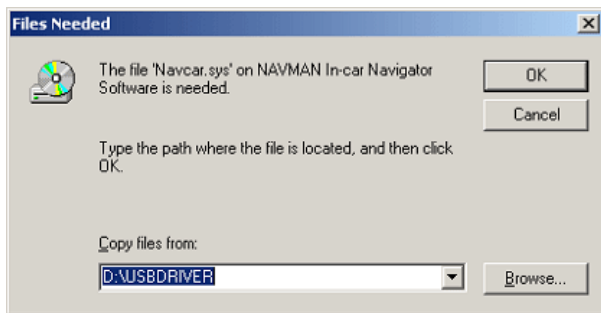 Files Needed
The file 'Navcar.sys' on NAVMAN In-car Navigator
Software is needed.
OK
Cancel
Type the path where the file is located, and then click
OK.
Copy files from:
D:\USBDRIVER
Browse...